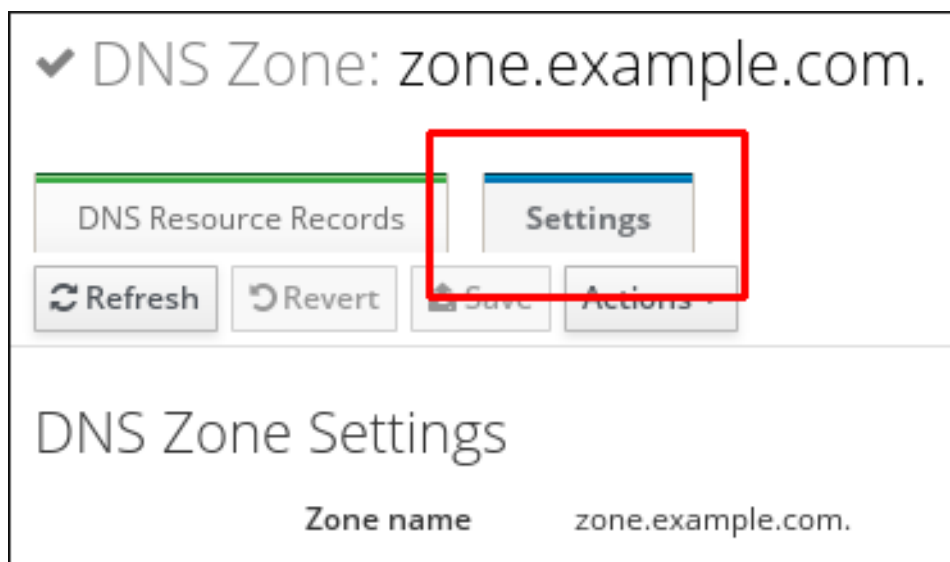 DNS Zone: zone.example.com.
DNS Resource Records Settings
Refresh Revert Save Actions
DNS Zone Settings
Zone name zone.example.com.